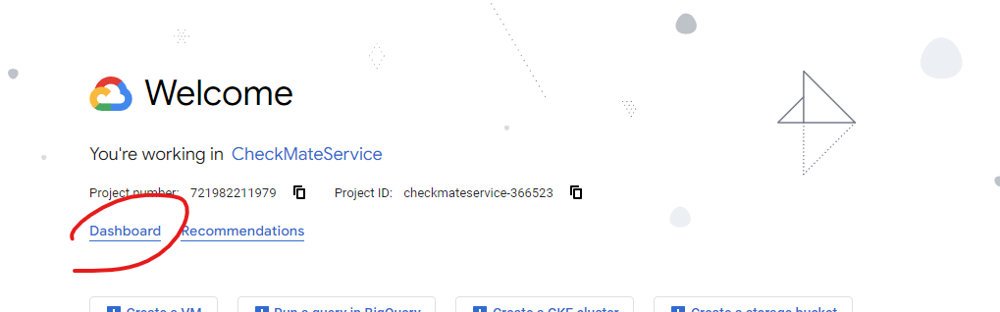 Welcome
You're working in CheckMateService
Project number: 721982211979 Project ID: checkmateservice-366523
Dashboard Recommendations
Create a VM Run a query in BigQuery Create a GKE cluster Create a storage bucket